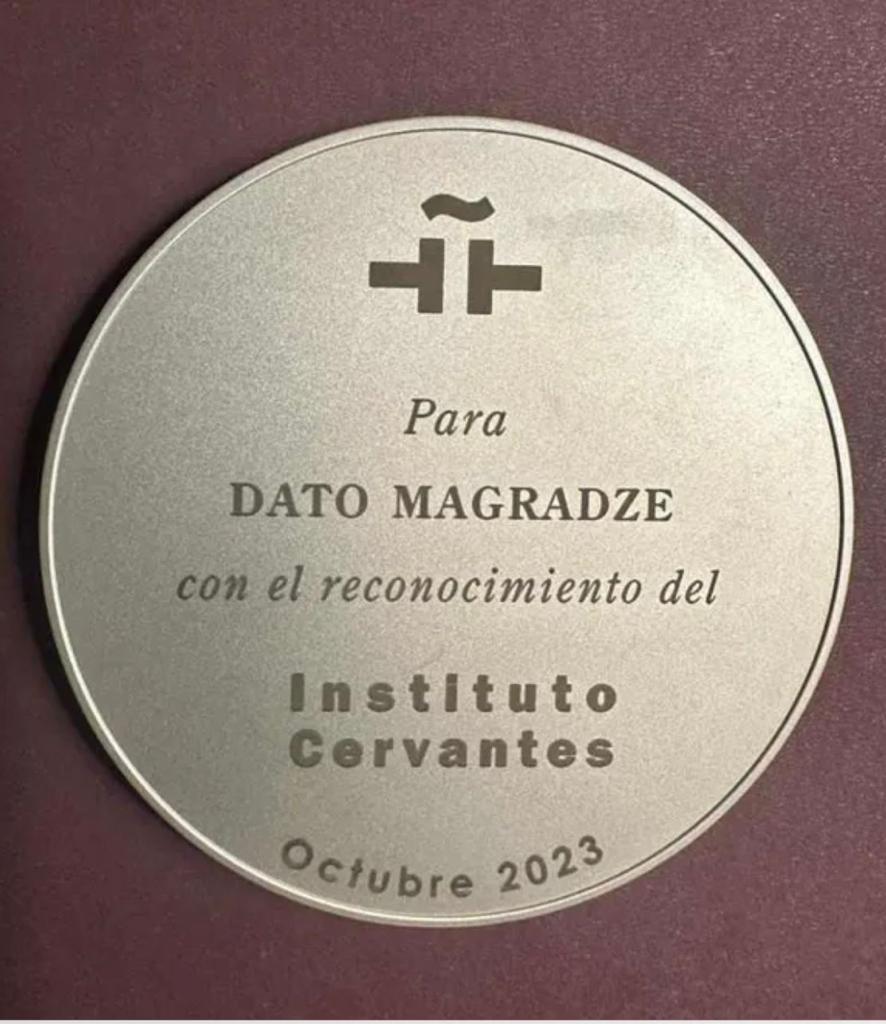 Para
DATO MAGRADZE
con el reconocimiento del
Instituto
Cervantes
Octubre 2023